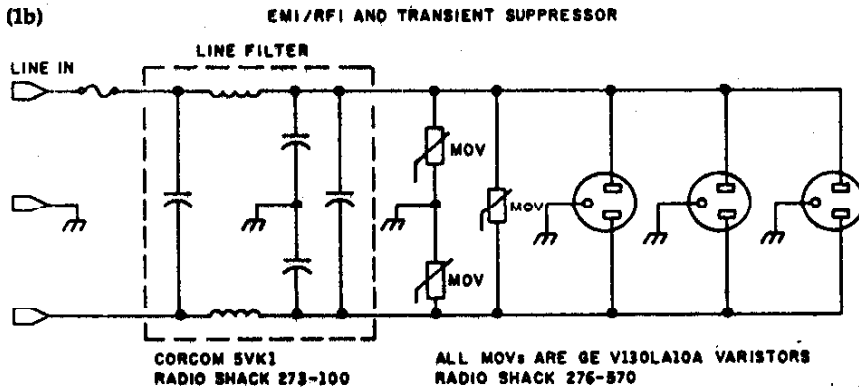 (1b)
EMI/RFI AND TRANSIENT SUPPRESSOR
LINE FILTER
LINE IN
MOV
MOV
MOV
CORCOM 5VK1
RADIO SHACK 273-100
ALL MOVs ARE GE V130LA10A VARISTORS
RADIO SHACK 276-570